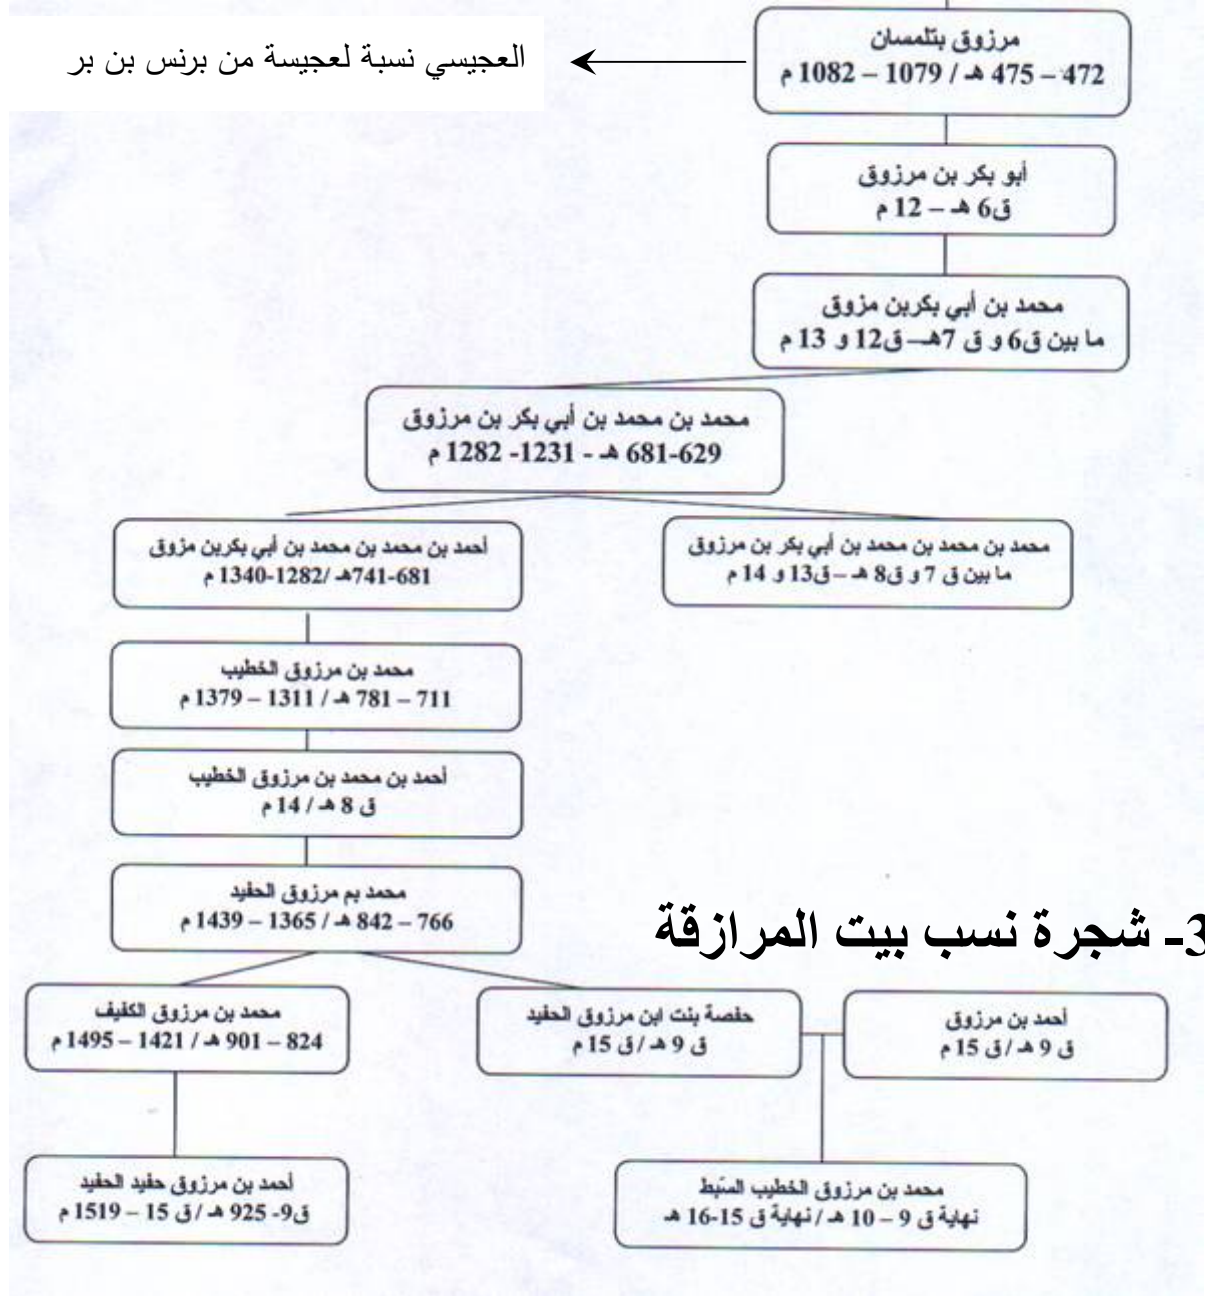 مرزوق بتلمسان
472 – 475 هـ / 1079 – 1082 م
العجيسي نسبة لعجيسة من برنس بن بر
أبو بكر بن مرزوق
ق6 هـ – 12 م
محمد بن أبي بكربن مزوق
ما بين ق6 و ق 7هـ – ق12 و 13 م
محمد بن محمد بن أبي بكر بن مرزوق
629-681 هـ - 1231- 1282 م
محمد بن محمد بن محمد بن أبي بكر بن مرزوق
ما بين ق 7 و ق8 هـ – ق13 و 14 م
أحمد بن محمد بن محمد بن أبي بكربن مزوق
681-741هـ /1282-1340 م
محمد بن مرزوق الخطيب
711 – 781 هـ / 1311 – 1379 م
أحمد بن محمد بن مرزوق الخطيب
ق 8 هـ / 14 م
محمد بم مرزوق الحفيد
766 – 842 هـ / 1365 – 1439 م
3- شجرة نسب بيت المرازقة
أحمد بن مرزوق
ق 9 هـ / ق 15 م
حفصة بنت ابن مرزوق الحفيد
ق 9 هـ / ق 15 م
محمد بن مرزوق الكفيف
824 – 901 هـ / 1421 – 1495 م
محمد بن مرزوق الخطيب السّبط
نهاية ق 9 – 10 هـ / نهاية ق 15-16 هـ
أحمد بن مرزوق حفيد الحفيد
ق9- 925 هـ / ق 15 – 1519 م